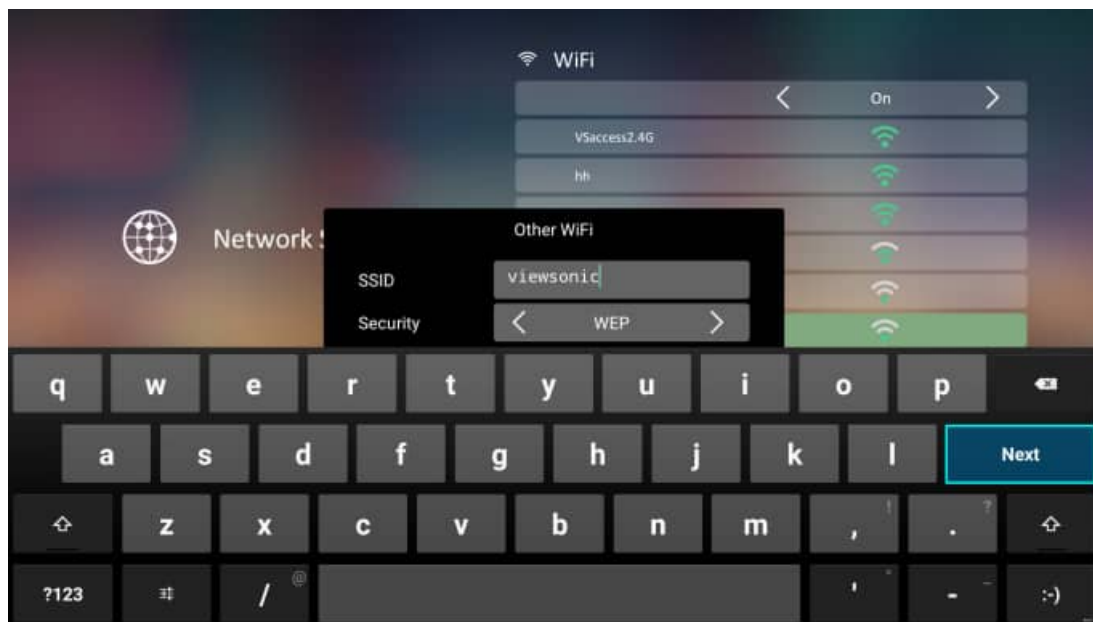 WiFi
On
VSaccess2.4G
hh
Network S
Other WiFi
SSID viewsonic
Security WEP
q w e r t y u i o p
a s d f g h j k l Next
z x c v b n m , ! . ?
?123 / @ ' " - _ :-)